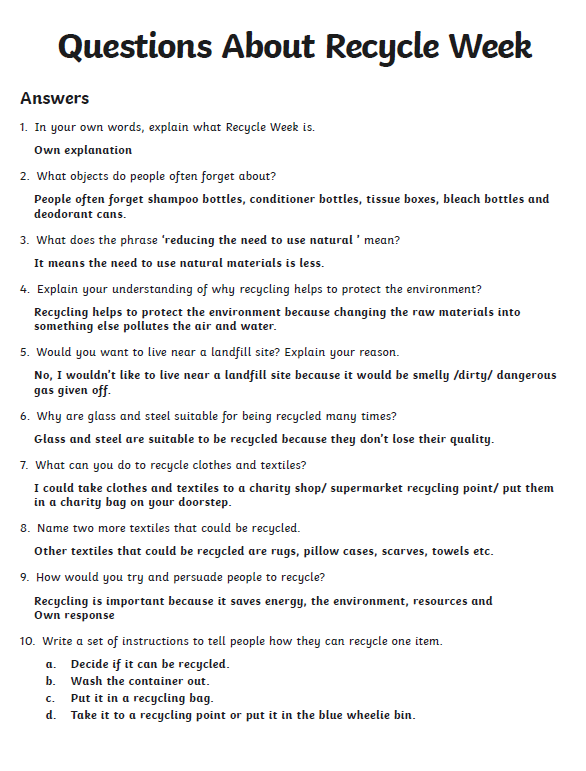 Questions About Recycle Week
Answers
1. In your own words, explain what Recycle Week is.
Own explanation
2. What objects do people often forget about?
People often forget shampoo bottles, conditioner bottles, tissue boxes, bleach bottles and
deodorant cans.
3. What does the phrase ‘reducing the need to use natural ’ mean?
It means the need to use natural materials is less.
4. Explain your understanding of why recycling helps to protect the environment?
Recycling helps to protect the environment because changing the raw materials into
something else pollutes the air and water.
5. Would you want to live near a landfill site? Explain your reason.
No, I wouldn’t like to live near a landfill site because it would be smelly /dirty/ dangerous
gas given off.
6. Why are glass and steel suitable for being recycled many times?
Glass and steel are suitable to be recycled because they don’t lose their quality.
7. What can you do to recycle clothes and textiles?
I could take clothes and textiles to a charity shop/ supermarket recycling point/ put them
in a charity bag on your doorstep.
8. Name two more textiles that could be recycled.
Other textiles that could be recycled are rugs, pillow cases, scarves, towels etc.
9. How would you try and persuade people to recycle?
Recycling is important because it saves energy, the environment, resources and
Own response
10. Write a set of instructions to tell people how they can recycle one item.
a. Decide if it can be recycled.
b. Wash the container out.
c. Put it in a recycling bag.
d. Take it to a recycling point or put it in the blue wheelie bin.